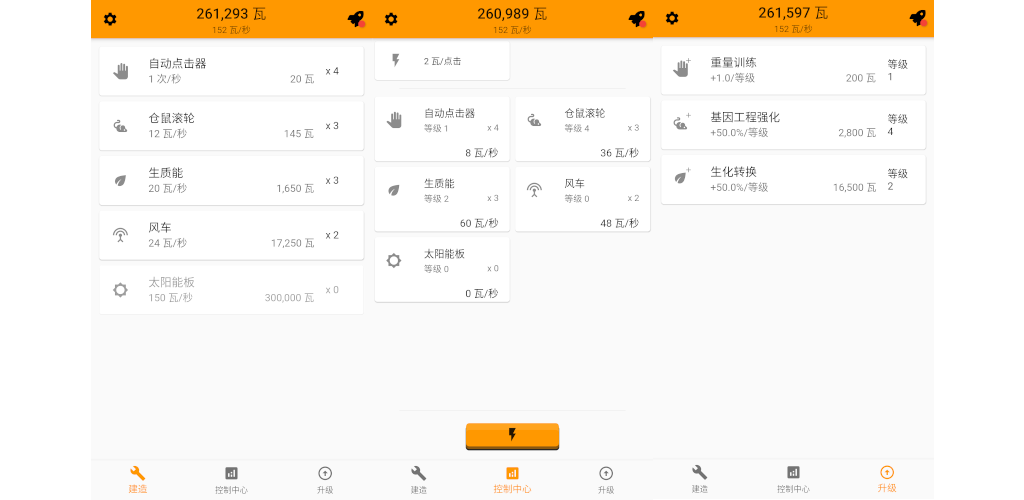 261,293 瓦
152 瓦/秒
自动点击器
1 次/秒
20 瓦
x 4
仓鼠滚轮
12 瓦/秒
145 瓦
x 3
生质能
20 瓦/秒
1,650 瓦
x 3
风车
24 瓦/秒
17,250 瓦
x 2
太阳能板
150 瓦/秒
300,000 瓦
x 0
建造
控制中心
升级
260,989 瓦
152 瓦/秒
2 瓦/点击
自动点击器
等级 1
x 4
8 瓦/秒
仓鼠滚轮
等级 4
x 3
36 瓦/秒
生质能
等级 2
x 3
60 瓦/秒
风车
等级 0
x 2
48 瓦/秒
太阳能板
等级 0
x 0
0 瓦/秒
建造
控制中心
升级
261,597 瓦
152 瓦/秒
重量训练
+1.0/等级
200 瓦
等级
1
基因工程强化
+50.0%/等级
2,800 瓦
等级
4
生化转换
+50.0%/等级
16,500 瓦
等级
2
建造
控制中心
升级